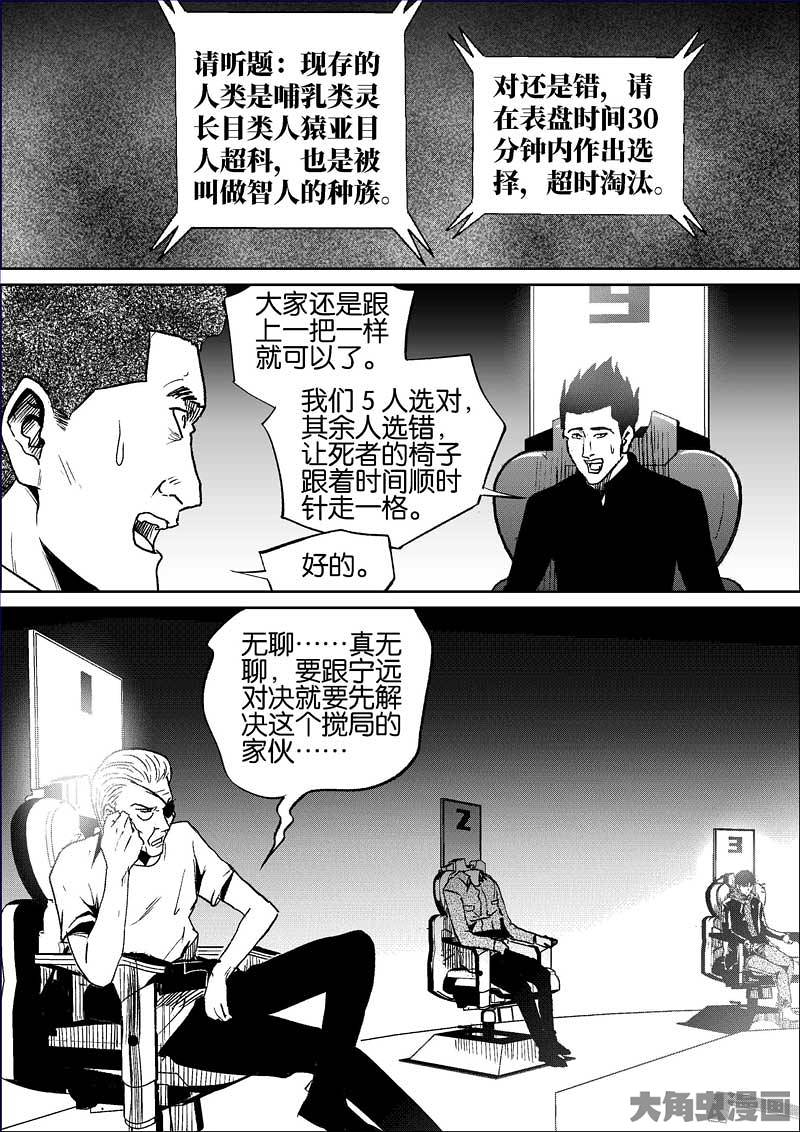 请听题：现存的
人类是哺乳类灵
长目类人猿亚目
人超科，也是被
叫做智人的种族。
对还是错，请
在表盘时间30
分钟内作出选
择，超时淘汰。
9
大家还是跟
上一把一样
就可以了。
我们5人选对，
其余人选错，
让死者的椅子
跟着时间顺时
针走一格。
好的。
无聊……真无
聊，要跟宁远
对决就要先解
决这个搅局的
家伙……
1
2
3
大角虫漫画